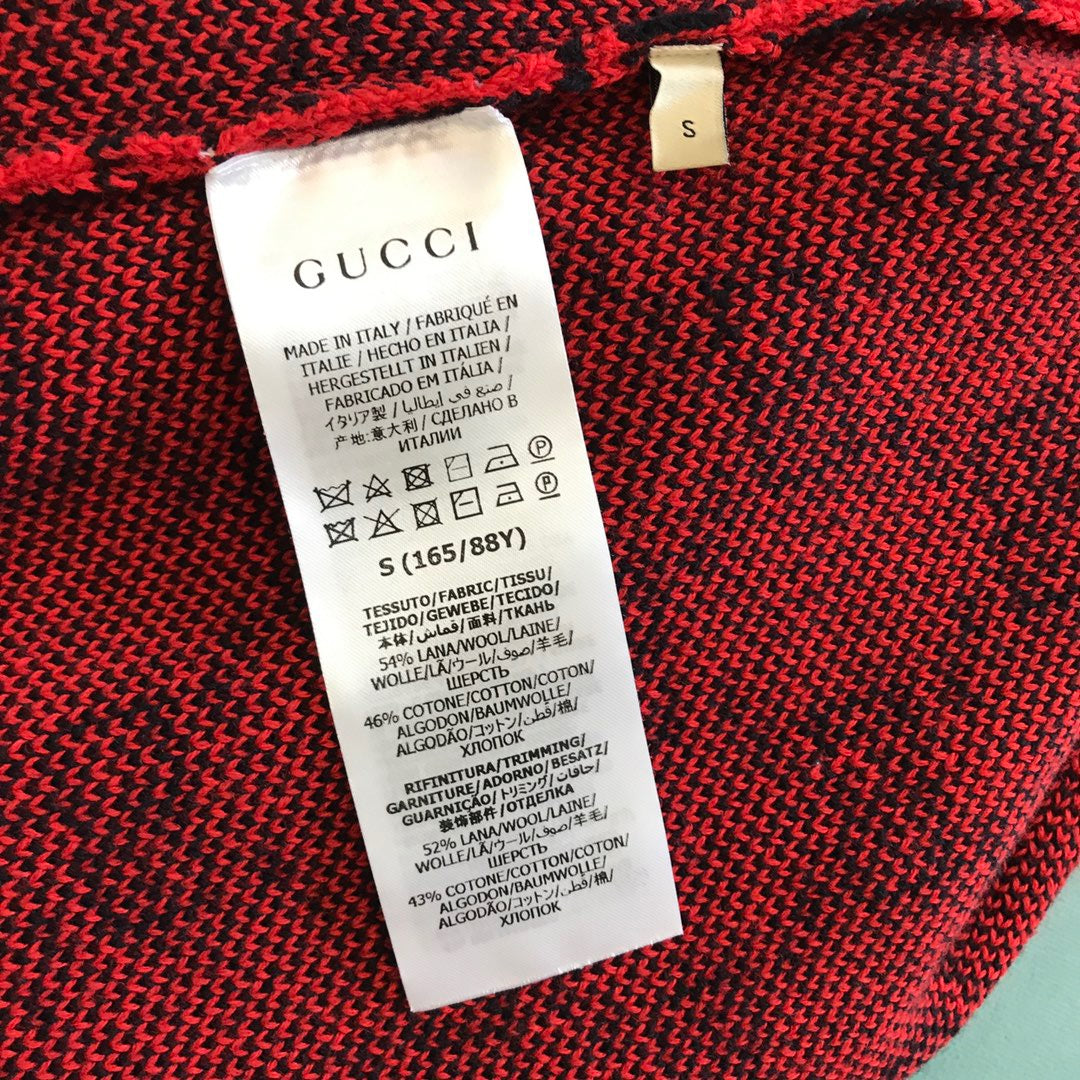 S
GUCCI
MADE IN ITALY / FABRIQUÉ EN
ITALIE / HECHO EN ITALIA /
HERGESTELLT IN ITALIEN /
FABRICADO EM ITÁLIA /
イタリア製 / صنع في ايطاليا /
产地:意大利 / СДЕЛАНО В
ИТАЛИИ
P
P
S (165/88Y)
TESSUTO/FABRIC/TISSU/
TEJIDO/GEWEBE/TECIDO/
本体/قماش/面料/ТКАНЬ
54% LANA/WOOL/LAINE/
WOLLE/LÃ/ウール/صوف/羊毛/
ШЕРСТЬ
46% COTONE/COTTON/COTON/
ALGODON/BAUMWOLLE/
ALGODÃO/コットン/قطن/棉/
ХЛОПОК
RIFINITURA/TRIMMING/
GARNITURE/ADORNO/BESATZ/
GUARNIÇÃO/トリミング/حافات/
装饰部件/ОТДЕЛКА
52% LANA/WOOL/LAINE/
WOLLE/LÃ/ウール/صوف/羊毛/
ШЕРСТЬ
43% COTONE/COTTON/COTON/
ALGODON/BAUMWOLLE/
ALGODÃO/コットン/قطن/棉/
ХЛОПОК